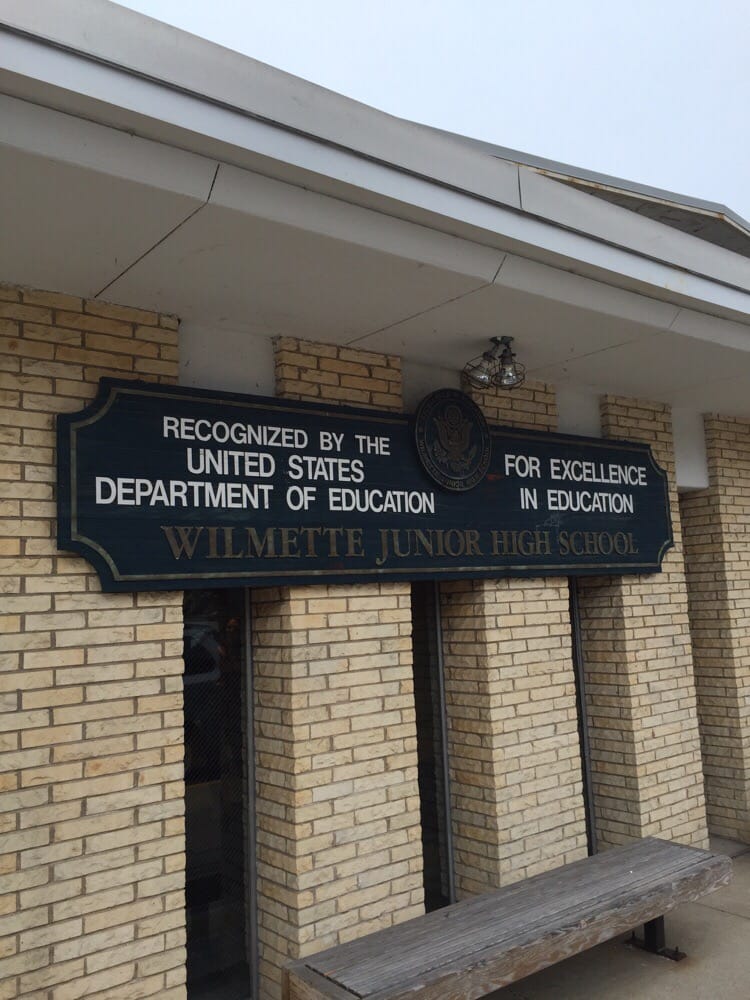 RECOGNIZED BY THE
UNITED STATES
DEPARTMENT OF EDUCATION
FOR EXCELLENCE
IN EDUCATION
WILMETTE JUNIOR HIGH SCHOOL